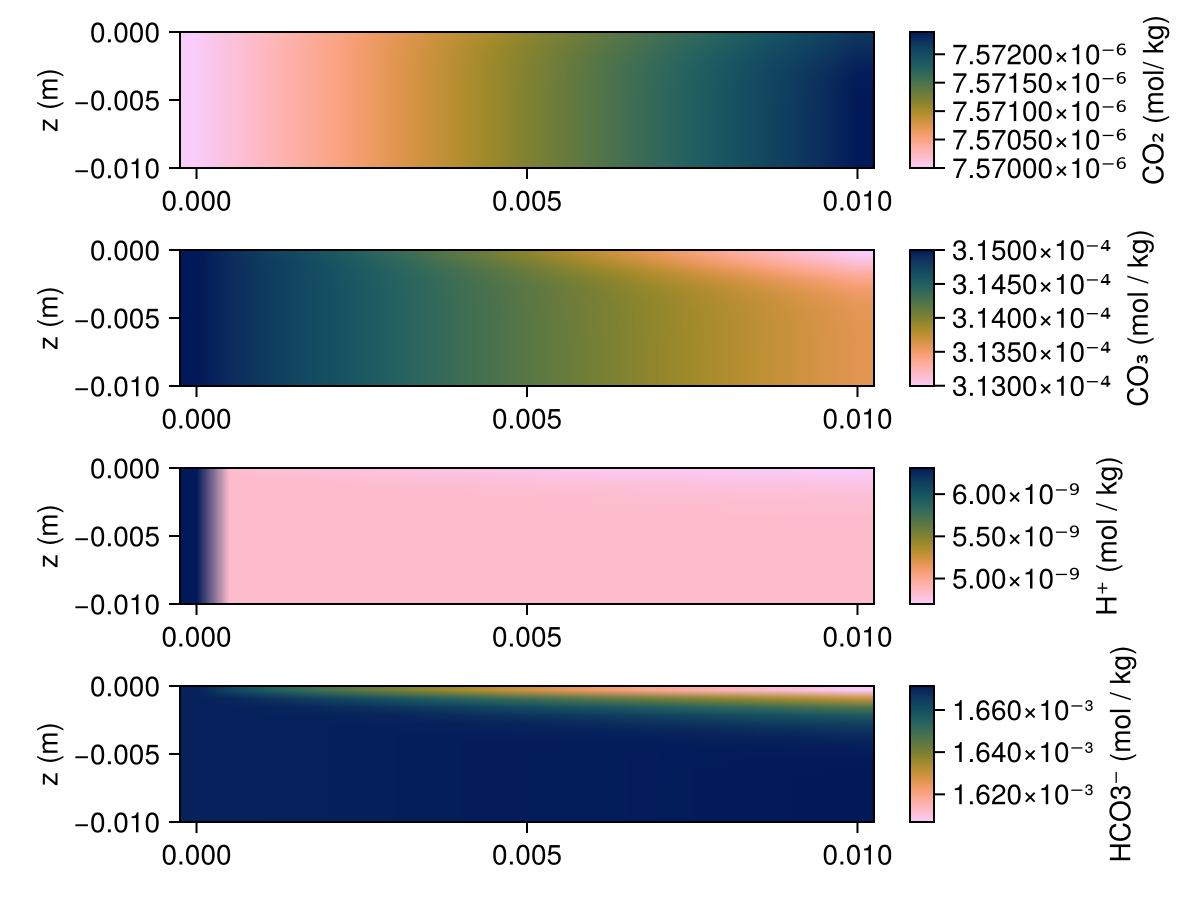 0.000
z (m)
−0.005
−0.010
0.000 0.005 0.010
7.57200×10⁻⁶
7.57150×10⁻⁶
7.57100×10⁻⁶
7.57050×10⁻⁶
7.57000×10⁻⁶
CO₂ (mol/ kg)
0.000
z (m)
−0.005
−0.010
0.000 0.005 0.010
3.1500×10⁻⁴
3.1450×10⁻⁴
3.1400×10⁻⁴
3.1350×10⁻⁴
3.1300×10⁻⁴
CO₃ (mol / kg)
0.000
z (m)
−0.005
−0.010
0.000 0.005 0.010
6.00×10⁻⁹
5.50×10⁻⁹
5.00×10⁻⁹
H⁺ (mol / kg)
0.000
z (m)
−0.005
−0.010
0.000 0.005 0.010
1.660×10⁻³
1.640×10⁻³
1.620×10⁻³
HCO3⁻ (mol / kg)